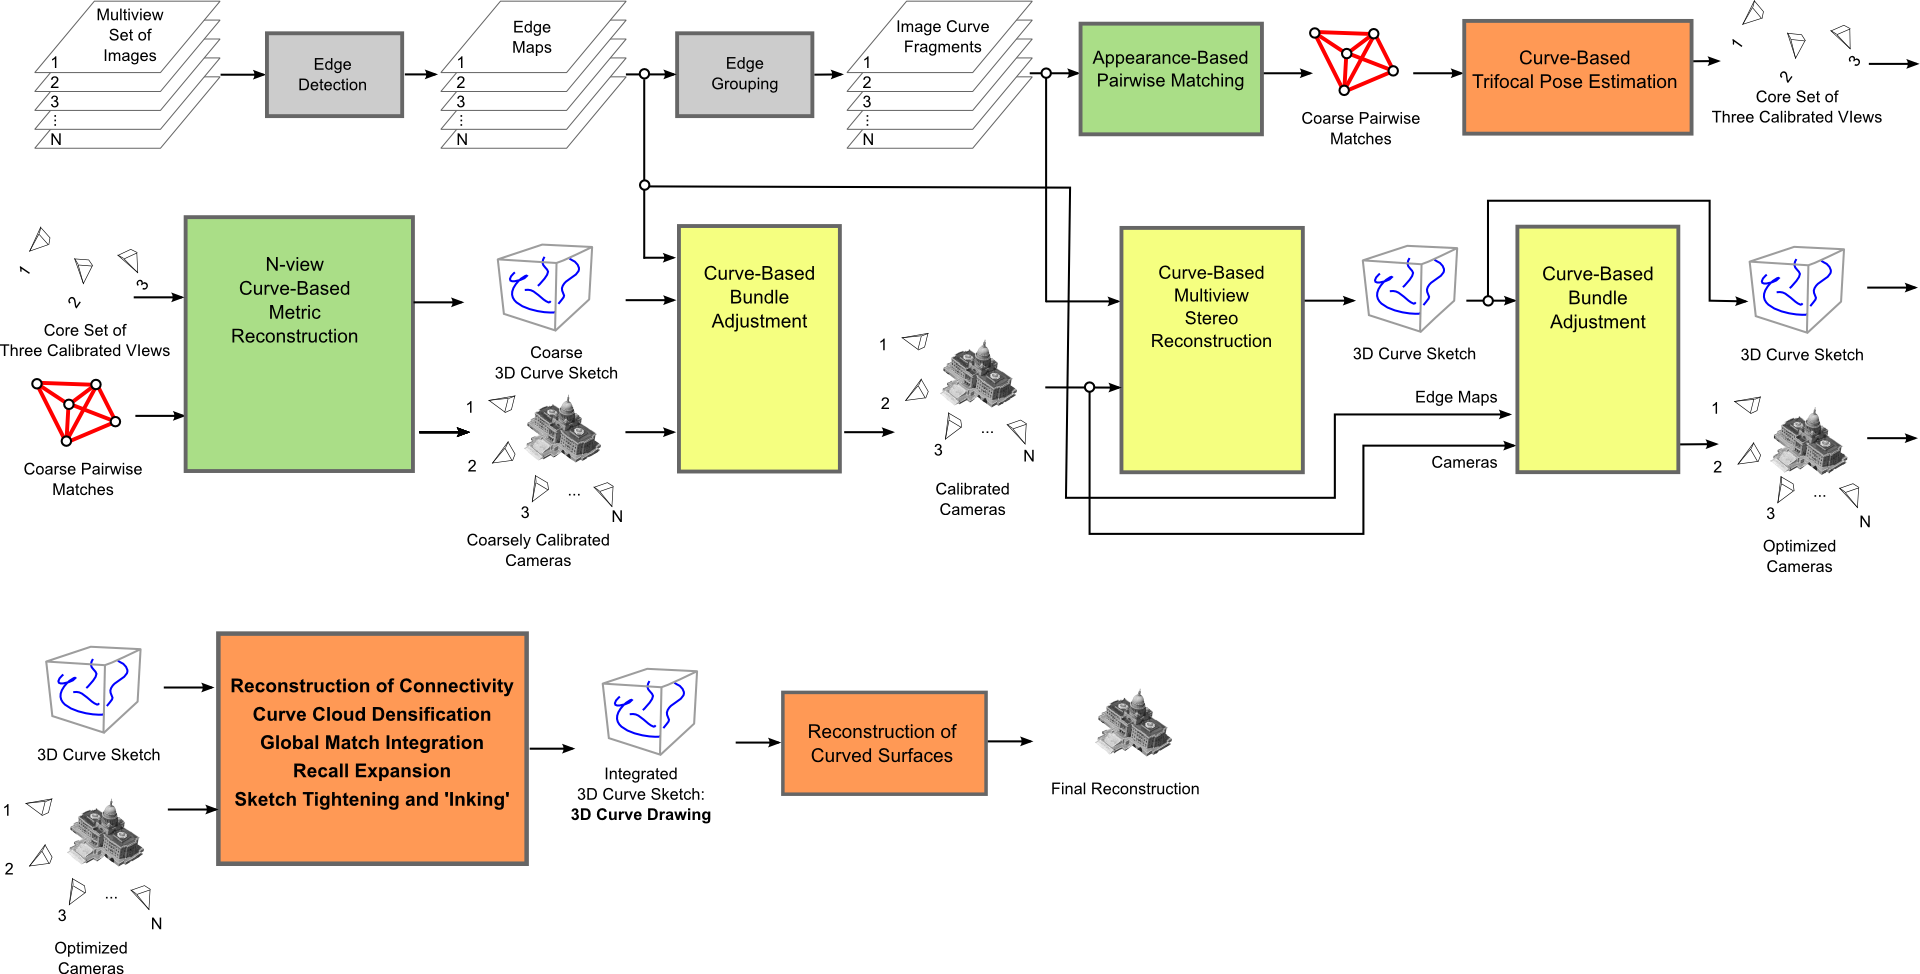 Multiview
Set of
Images
1
2
3
...
N
Edge
Detection
Edge
Maps
1
2
3
...
N
Edge
Grouping
Image Curve
Fragments
1
2
3
...
N
Appearance-Based
Pairwise Matching
Coarse Pairwise
Matches
Curve-Based
Trifocal Pose Estimation
1
2
3
Core Set of
Three Calibrated VIews
1
2
3
Core Set of
Three Calibrated VIews
Coarse Pairwise
Matches
N-view
Curve-Based
Metric
Reconstruction
Coarse
3D Curve Sketch
1
2
3
...
N
Coarsely Calibrated
Cameras
Curve-Based
Bundle
Adjustment
1
2
3
...
N
Calibrated
Cameras
Curve-Based
Multiview
Stereo
Reconstruction
3D Curve Sketch
Edge Maps
Cameras
Curve-Based
Bundle
Adjustment
3D Curve Sketch
1
2
3
...
N
Optimized
Cameras
3D Curve Sketch
1
2
3
...
N
Optimized
Cameras
Reconstruction of Connectivity
Curve Cloud Densification
Global Match Integration
Recall Expansion
Sketch Tightening and 'Inking'
Integrated
3D Curve Sketch:
3D Curve Drawing
Reconstruction of
Curved Surfaces
Final Reconstruction